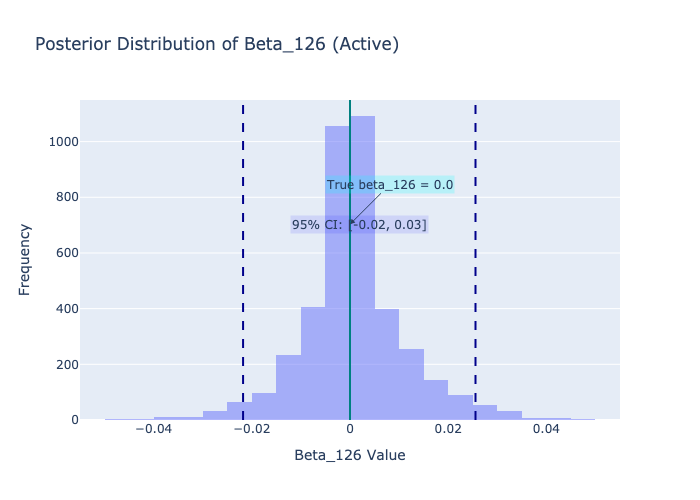 Posterior Distribution of Beta_126 (Active)
1000
True beta_126 = 0.0
800
95% CI: [-0.02, 0.03]
600
400
200
0
−0.04
−0.02
0
0.02
0.04
Frequency
Beta_126 Value